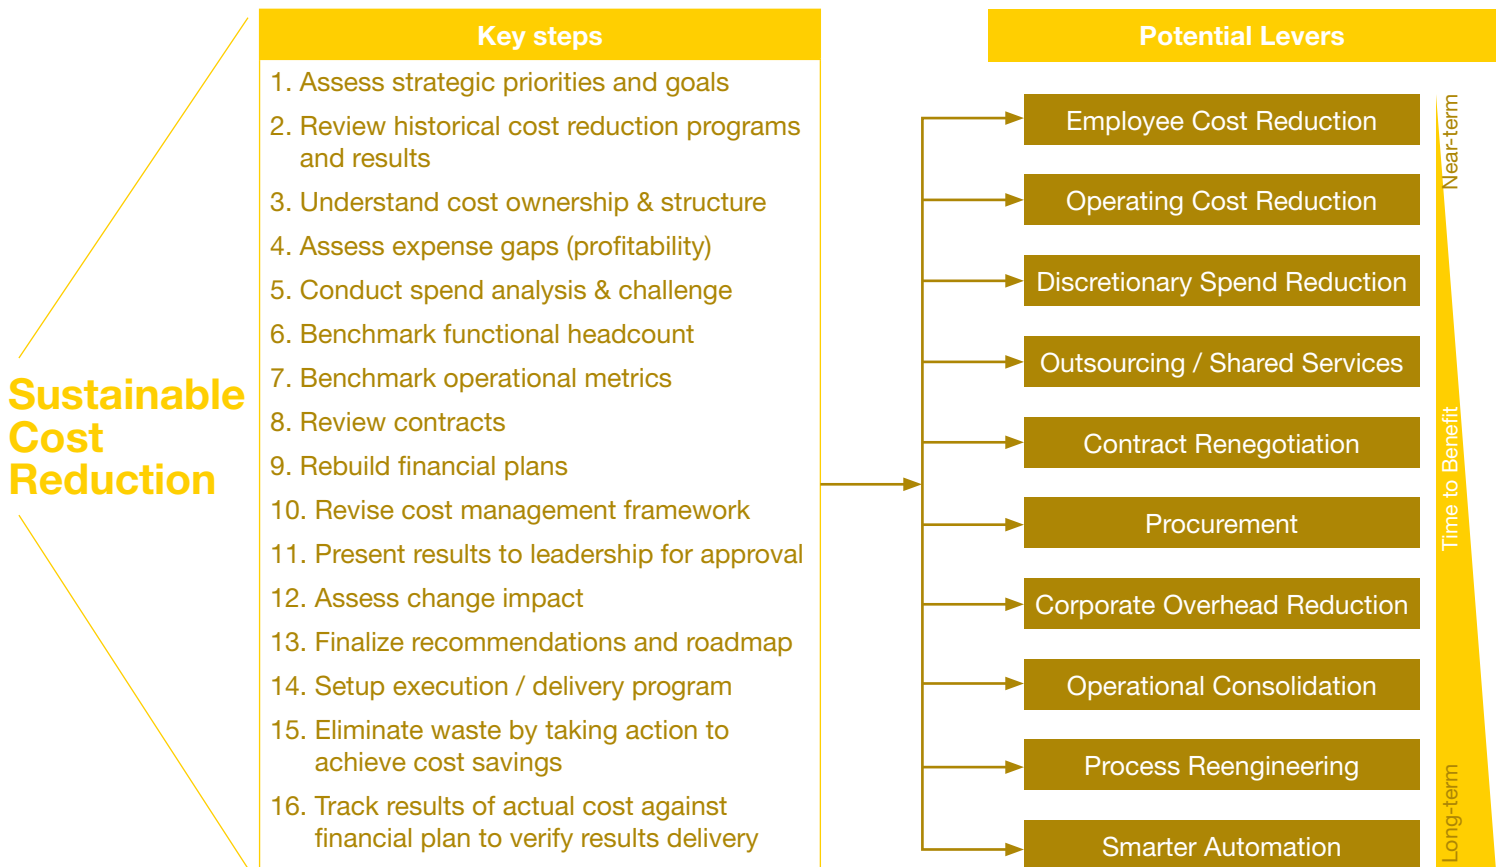 Sustainable
Cost
Reduction
Key steps
1. Assess strategic priorities and goals
2. Review historical cost reduction programs
and results
3. Understand cost ownership & structure
4. Assess expense gaps (profitability)
5. Conduct spend analysis & challenge
6. Benchmark functional headcount
7. Benchmark operational metrics
8. Review contracts
9. Rebuild financial plans
10. Revise cost management framework
11. Present results to leadership for approval
12. Assess change impact
13. Finalize recommendations and roadmap
14. Setup execution / delivery program
15. Eliminate waste by taking action to
achieve cost savings
16. Track results of actual cost against
financial plan to verify results delivery
Potential Levers
Employee Cost Reduction
Operating Cost Reduction
Discretionary Spend Reduction
Outsourcing / Shared Services
Contract Renegotiation
Procurement
Corporate Overhead Reduction
Operational Consolidation
Process Reengineering
Smarter Automation
Near-term
Time to Benefit
Long-term